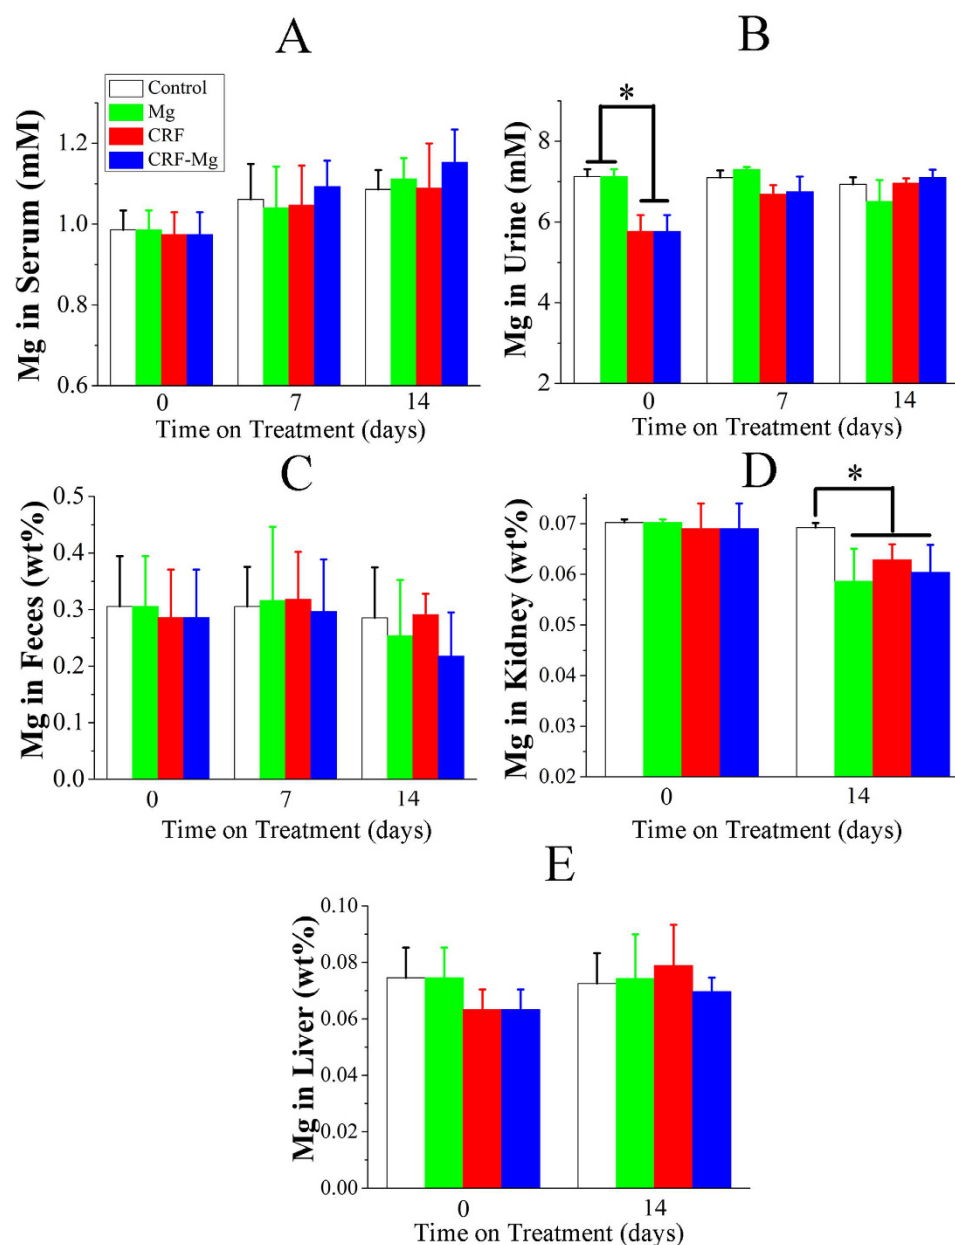 A
Mg in Serum (mM)
Control
Mg
CRF
CRF-Mg
1.2
1.0
0.8
0.6
0
7
14
Time on Treatment (days)
B
Mg in Urine (mM)
*
8
6
4
2
0
7
14
Time on Treatment (days)
C
Mg in Feces (wt%)
0.5
0.4
0.3
0.2
0.1
0.0
0
7
14
Time on Treatment (days)
D
Mg in Kidney (wt%)
*
0.07
0.06
0.05
0.04
0.03
0.02
0
14
Time on Treatment (days)
E
Mg in Liver (wt%)
0.10
0.08
0.06
0.04
0.02
0.00
0
14
Time on Treatment (days)